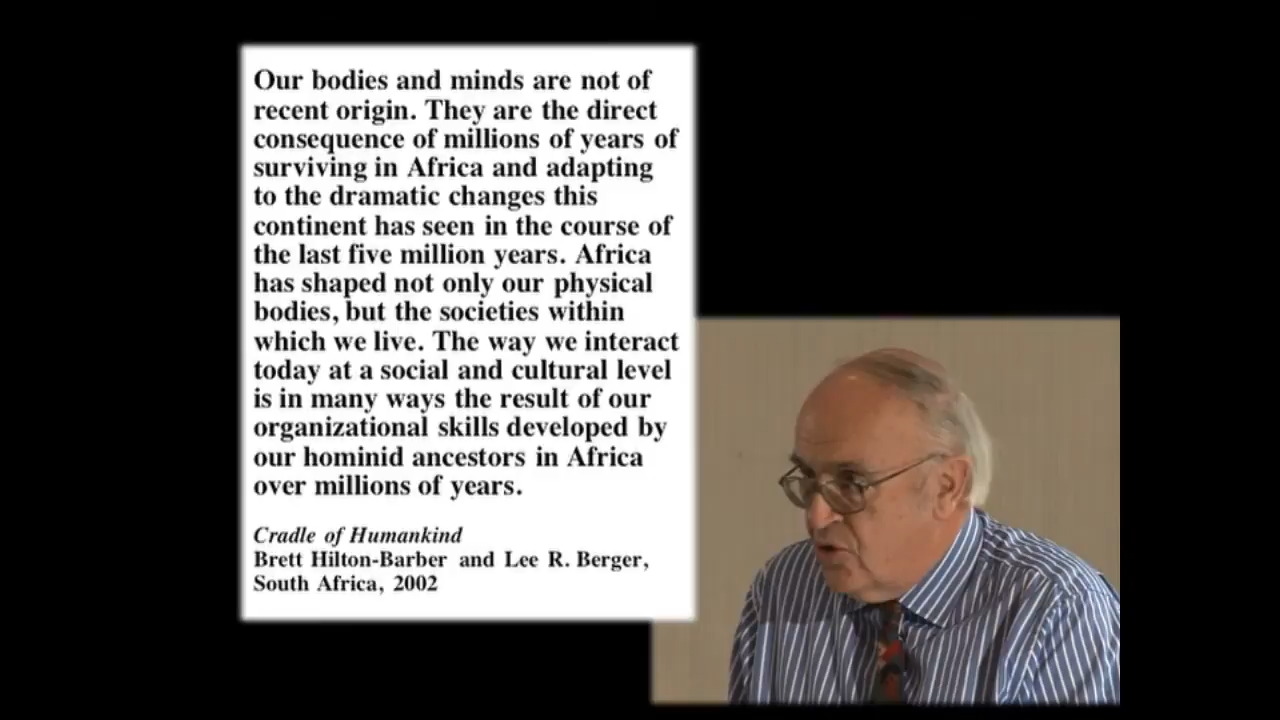 Our bodies and minds are not of
recent origin. They are the direct
consequence of millions of years of
surviving in Africa and adapting
to the dramatic changes this
continent has seen in the course of
the last five million years. Africa
has shaped not only our physical
bodies, but the societies within
which we live. The way we interact
today at a social and cultural level
is in many ways the result of our
organizational skills developed by
our hominid ancestors in Africa
over millions of years.
Cradle of Humankind
Brett Hilton-Barber and Lee R. Berger,
South Africa, 2002